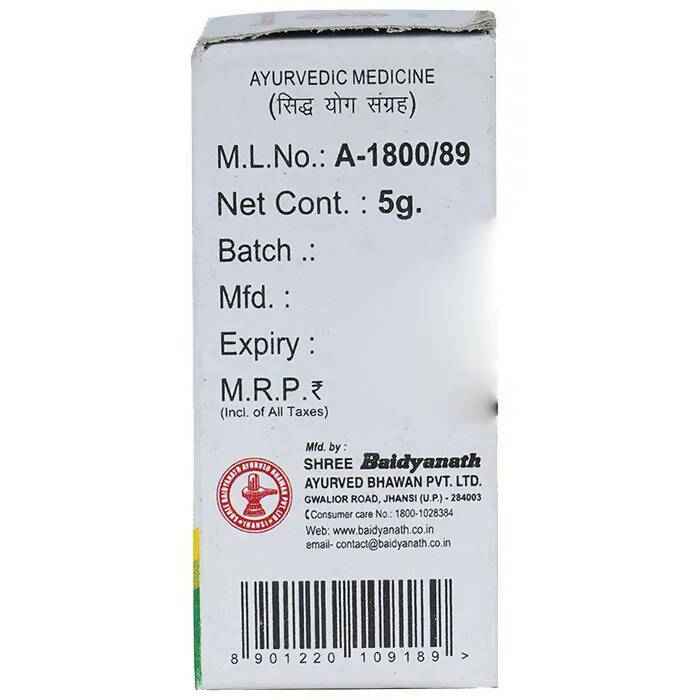 AYURVEDIC MEDICINE
(सिद्ध योग संग्रह)
M.L.No.: A-1800/89
Net Cont. : 5g.
Batch .:
Mfd. :
Expiry :
M.R.P.₹
(Incl. of All Taxes)
Mfd. by :
SHREE Baidyanath
AYURVED BHAWAN PVT. LTD.
GWALIOR ROAD, JHANSI (U.P.) - 284003
Consumer care No.: 1800-1028384
Web: www.baidyanath.co.in
email- contact@baidyanath.co.in
8 901220 109189 >